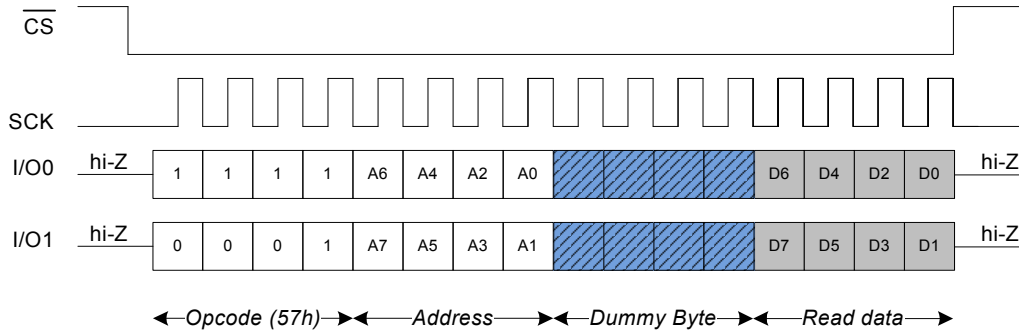 CS
SCK
I/O0 hi-Z 1 1 1 1 A6 A4 A2 A0 D6 D4 D2 D0 hi-Z
I/O1 hi-Z 0 0 0 1 A7 A5 A3 A1 D7 D5 D3 D1 hi-Z
Opcode (57h) Address Dummy Byte Read data